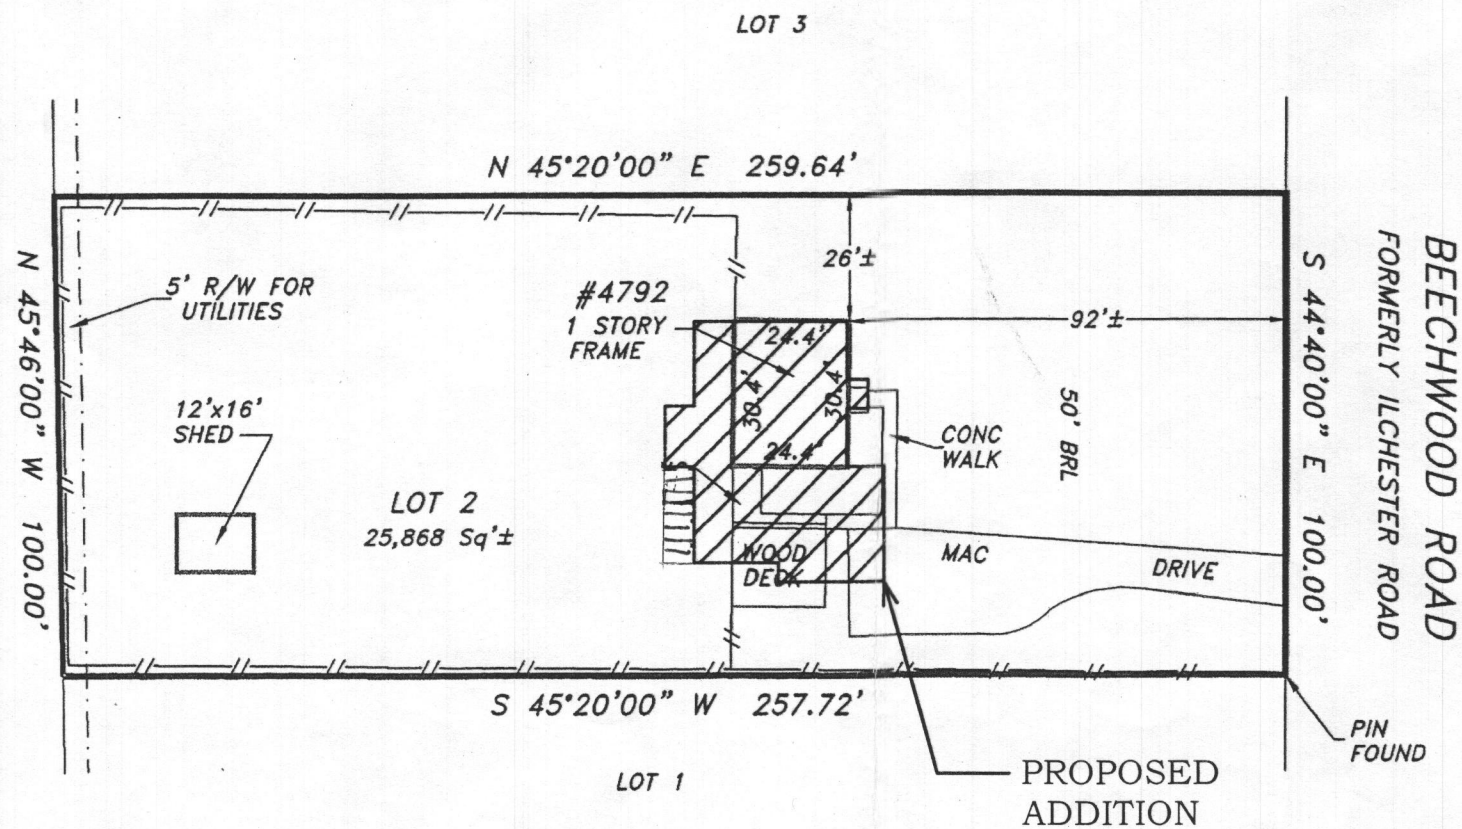 LOT 3
N 45°20'00" E 259.64'
BEECHWOOD ROAD
FORMERLY ILCHESTER ROAD
S 44°40'00" E 100.00'
N 45°46'00" W 100.00'
5' R/W FOR
UTILITIES
#4792
1 STORY
FRAME
26'±
92'±
24.4'
30.4'
30.4
24.4'
50' BRL
CONC
WALK
12'x16'
SHED
LOT 2
25,868 Sq'±
WOOD
DECK
MAC
DRIVE
S 45°20'00" W 257.72'
PIN
FOUND
LOT 1
PROPOSED
ADDITION